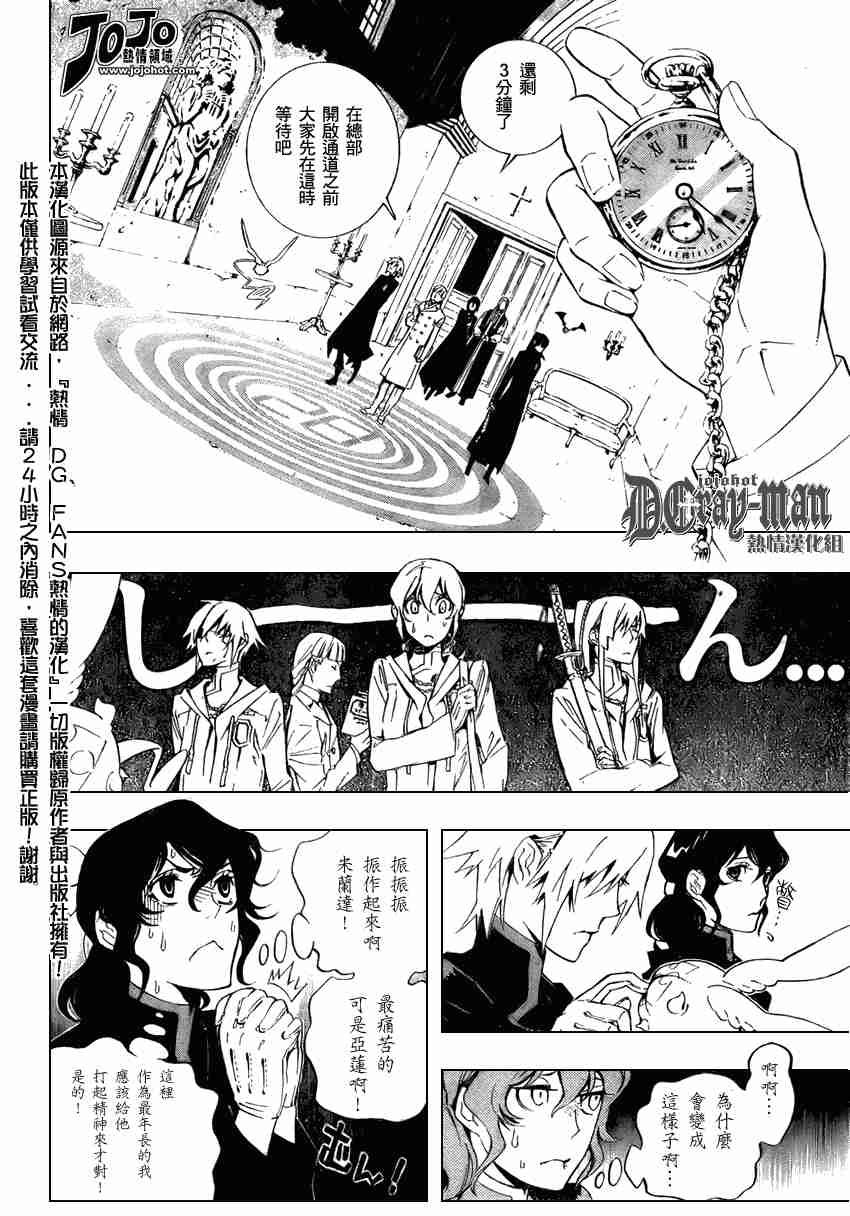 JOJO
熱情領域
www.jojohot.com
還剩
3分鐘了
在總部
開啟通道之前
大家先在這時
等待吧
本漢化圖源來自於網路，『熱情 DG、FANS熱情的漢化』一切版權歸原作者與出版社擁有！
此版本僅供學習試看交流...請24小時之內消除，喜歡這套漫畫請購買正版！謝謝
jojohot
D.Gray-man
熱情漢化組
しーん…
瞥…
啊啊…
為什麼
會變成
這樣子啊…
振振振
振作起來啊
米蘭達！
最痛苦的
可是亞蓮啊！
這裡
作為最年長的我
應該給他
打起精神來才對！
是的！
むん！